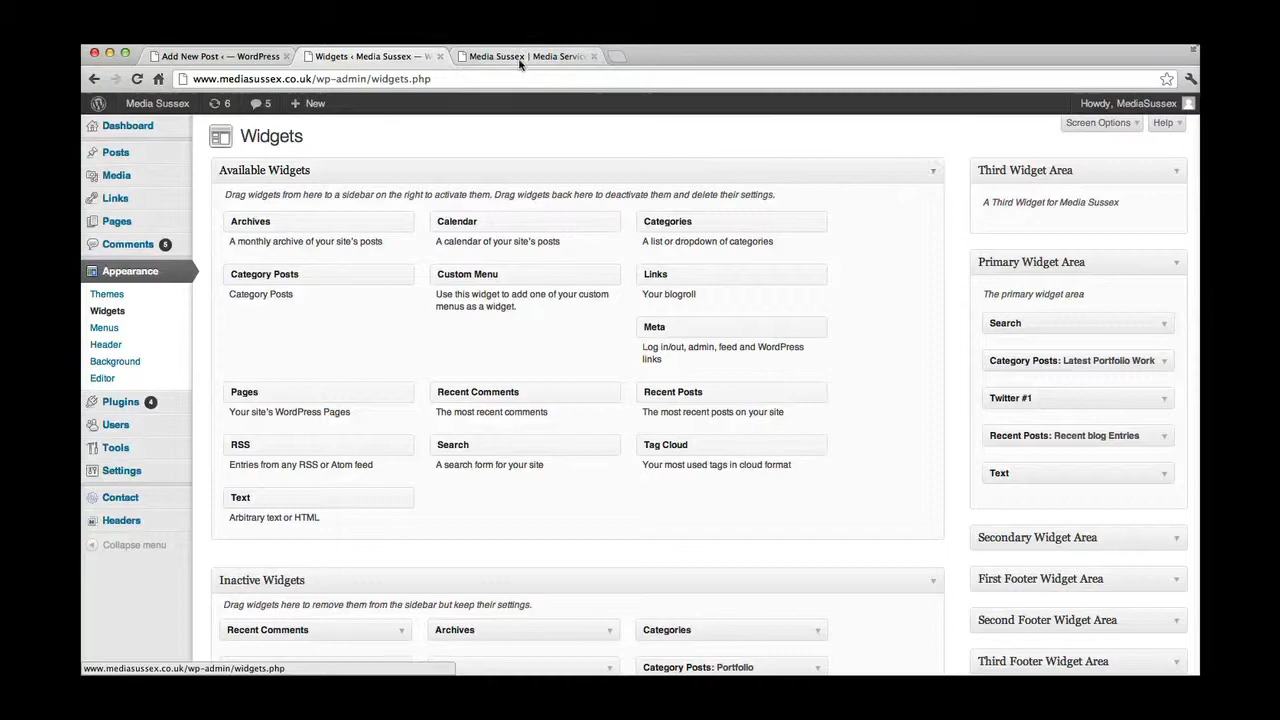 Add New Post ‹ — WordPress
Widgets ‹ Media Sussex — W
Media Sussex | Media Servic
www.mediasussex.co.uk/wp-admin/widgets.php
Media Sussex
6
5
+ New
Howdy, MediaSussex
Screen Options
Help
Dashboard
Posts
Media
Links
Pages
Comments 5
Appearance
Themes
Widgets
Menus
Header
Background
Editor
Plugins 4
Users
Tools
Settings
Contact
Headers
Collapse menu
Widgets
Available Widgets
Drag widgets from here to a sidebar on the right to activate them. Drag widgets back here to deactivate them and delete their settings.
Archives
A monthly archive of your site's posts
Calendar
A calendar of your site's posts
Categories
A list or dropdown of categories
Category Posts
Category Posts
Custom Menu
Use this widget to add one of your custom
menus as a widget.
Links
Your blogroll
Meta
Log in/out, admin, feed and WordPress
links
Pages
Your site's WordPress Pages
Recent Comments
The most recent comments
Recent Posts
The most recent posts on your site
RSS
Entries from any RSS or Atom feed
Search
A search form for your site
Tag Cloud
Your most used tags in cloud format
Text
Arbitrary text or HTML
Inactive Widgets
Drag widgets here to remove them from the sidebar but keep their settings.
Recent Comments
Archives
Categories
Category Posts: Portfolio
Third Widget Area
A Third Widget for Media Sussex
Primary Widget Area
The primary widget area
Search
Category Posts: Latest Portfolio Work
Twitter #1
Recent Posts: Recent blog Entries
Text
Secondary Widget Area
First Footer Widget Area
Second Footer Widget Area
Third Footer Widget Area
www.mediasussex.co.uk/wp-admin/widgets.php